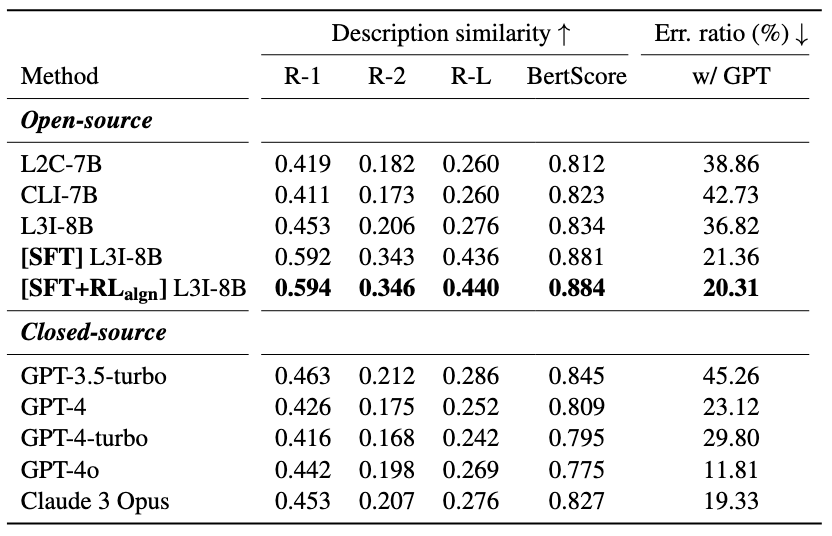 Description similarity ↑ Err. ratio (%) ↓
Method R-1 R-2 R-L BertScore w/ GPT
Open-source
L2C-7B 0.419 0.182 0.260 0.812 38.86
CLI-7B 0.411 0.173 0.260 0.823 42.73
L3I-8B 0.453 0.206 0.276 0.834 36.82
[SFT] L3I-8B 0.592 0.343 0.436 0.881 21.36
[SFT+RLalgn] L3I-8B 0.594 0.346 0.440 0.884 20.31
Closed-source
GPT-3.5-turbo 0.463 0.212 0.286 0.845 45.26
GPT-4 0.426 0.175 0.252 0.809 23.12
GPT-4-turbo 0.416 0.168 0.242 0.795 29.80
GPT-4o 0.442 0.198 0.269 0.775 11.81
Claude 3 Opus 0.453 0.207 0.276 0.827 19.33